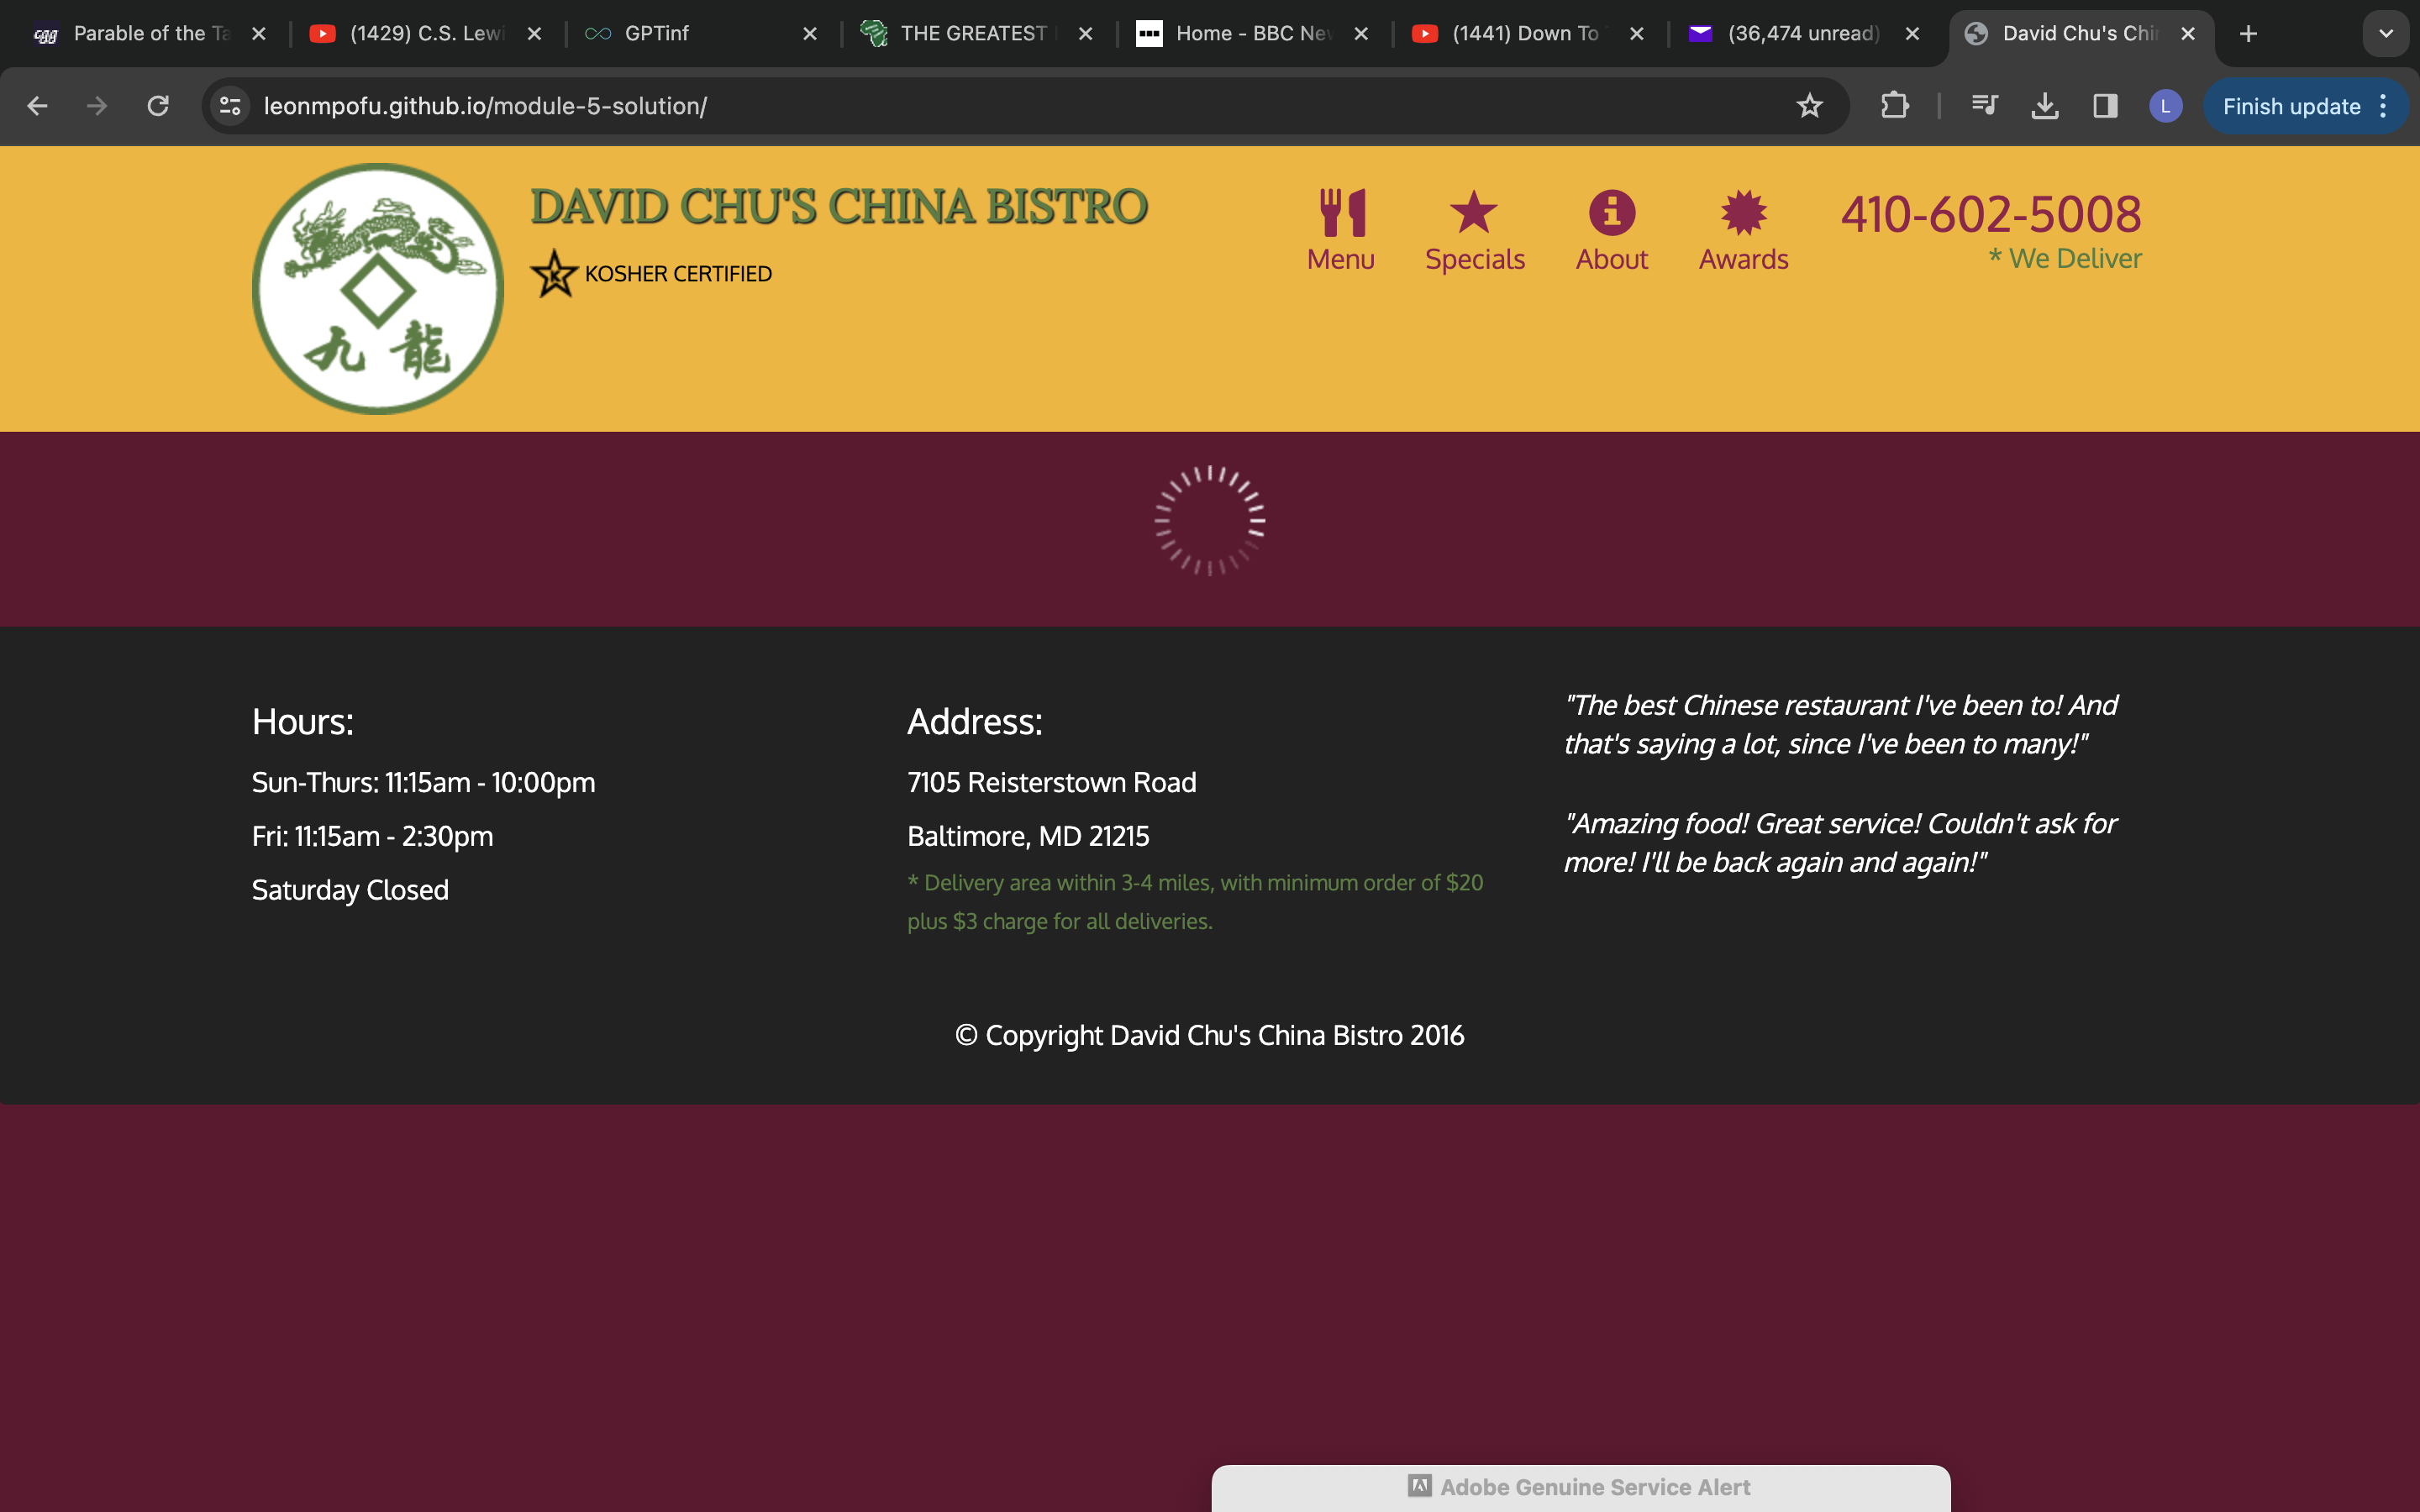 Parable of the Ta
(1429) C.S. Lewi
GPTinf
THE GREATEST
Home - BBC Nev
(1441) Down To
(36,474 unread)
David Chu's Chi
leonmpofu.github.io/module-5-solution/
L
Finish update
DAVID CHU'S CHINA BISTRO
K
KOSHER CERTIFIED
九 龍
Menu
Specials
About
Awards
410-602-5008
* We Deliver
Hours:
Sun-Thurs: 11:15am - 10:00pm
Fri: 11:15am - 2:30pm
Saturday Closed
Address:
7105 Reisterstown Road
Baltimore, MD 21215
* Delivery area within 3-4 miles, with minimum order of $20
plus $3 charge for all deliveries.
"The best Chinese restaurant I've been to! And
that's saying a lot, since I've been to many!"
"Amazing food! Great service! Couldn't ask for
more! I'll be back again and again!"
© Copyright David Chu's China Bistro 2016
Adobe Genuine Service Alert